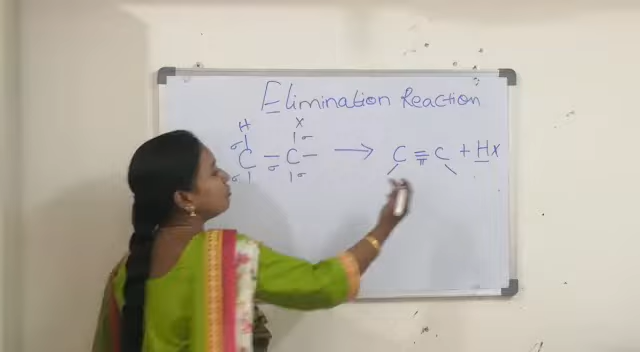 Elimination Reaction
H X
σ σ
C — C — → C = C + HX
σ π
σ σ